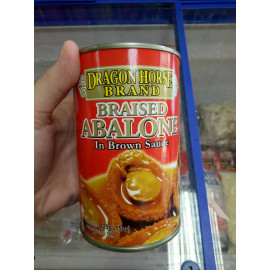 DRAGON HORSE
BRAND
BRAISED
ABALONE
In Brown Sauce